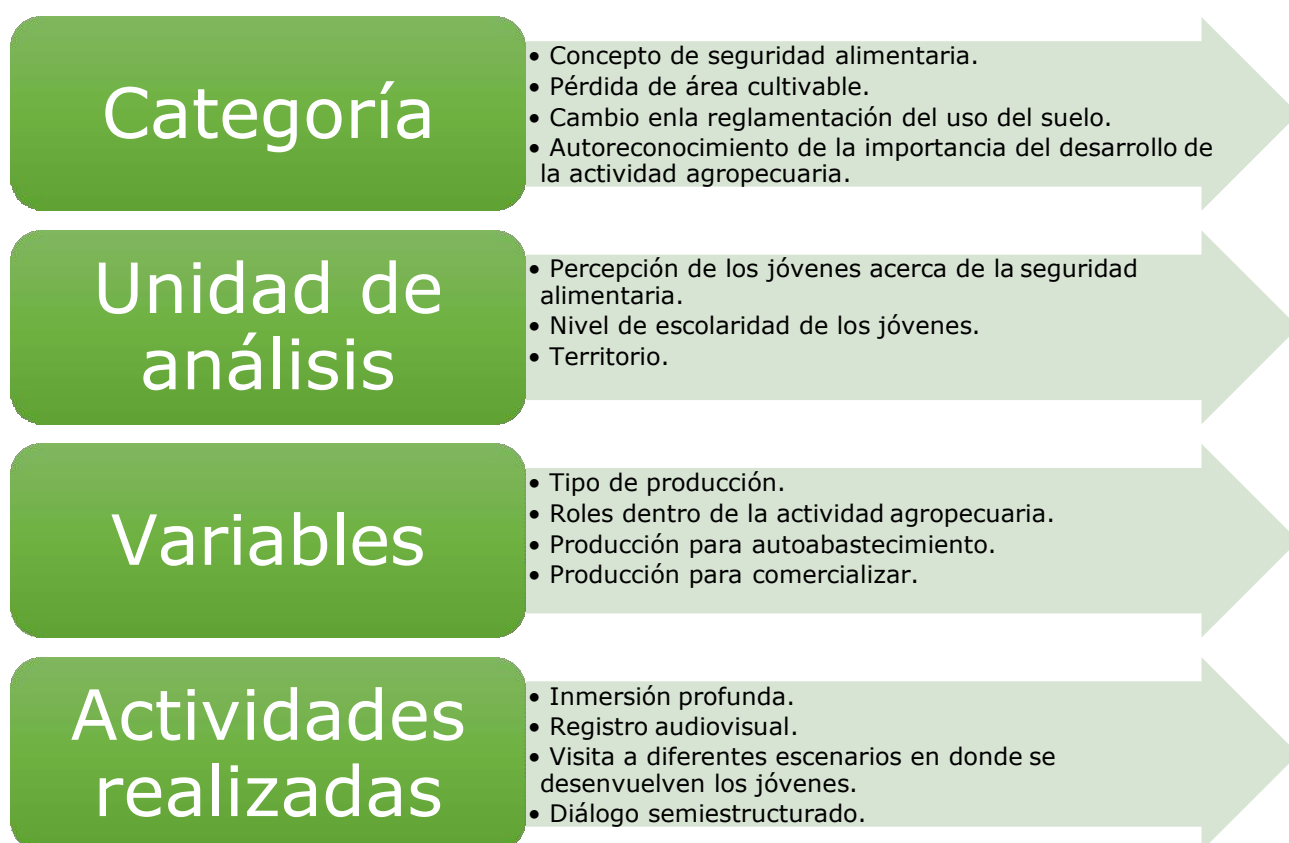 Categoría
• Concepto de seguridad alimentaria.
• Pérdida de área cultivable.
• Cambio enla reglamentación del uso del suelo.
• Autoreconocimiento de la importancia del desarrollo de
la actividad agropecuaria.
Unidad de
análisis
• Percepción de los jóvenes acerca de la seguridad
alimentaria.
• Nivel de escolaridad de los jóvenes.
• Territorio.
Variables
• Tipo de producción.
• Roles dentro de la actividad agropecuaria.
• Producción para autoabastecimiento.
• Producción para comercializar.
Actividades
realizadas
• Inmersión profunda.
• Registro audiovisual.
• Visita a diferentes escenarios en donde se
desenvuelven los jóvenes.
• Diálogo semiestructurado.